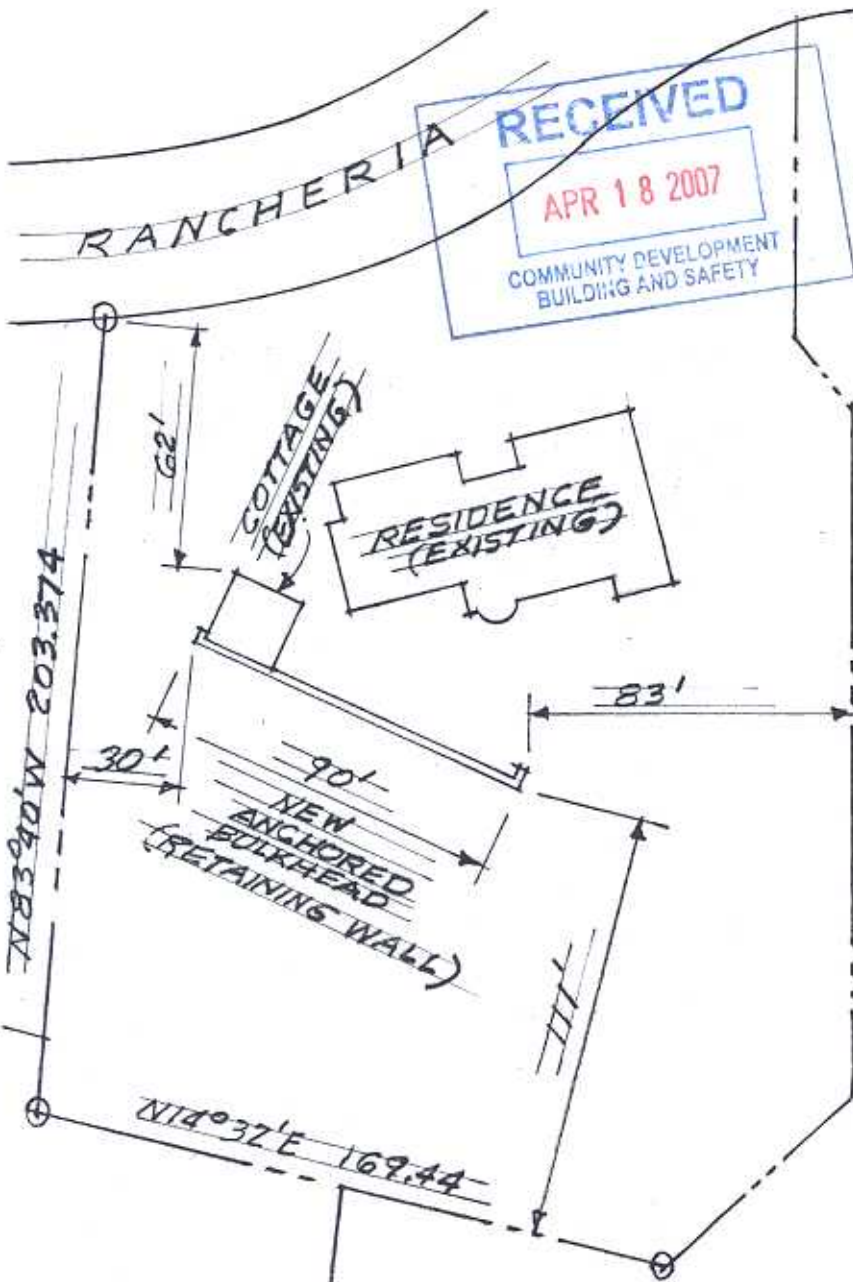 RANCHERIA
RECEIVED
APR 18 2007
COMMUNITY DEVELOPMENT
BUILDING AND SAFETY
62'
COTTAGE
(EXISTING)
RESIDENCE
(EXISTING)
N83°40'W 203.374
30'
83'
90'
NEW
ANCHORED
BULKHEAD
(RETAINING WALL)
111'
N14°32'E 169.44